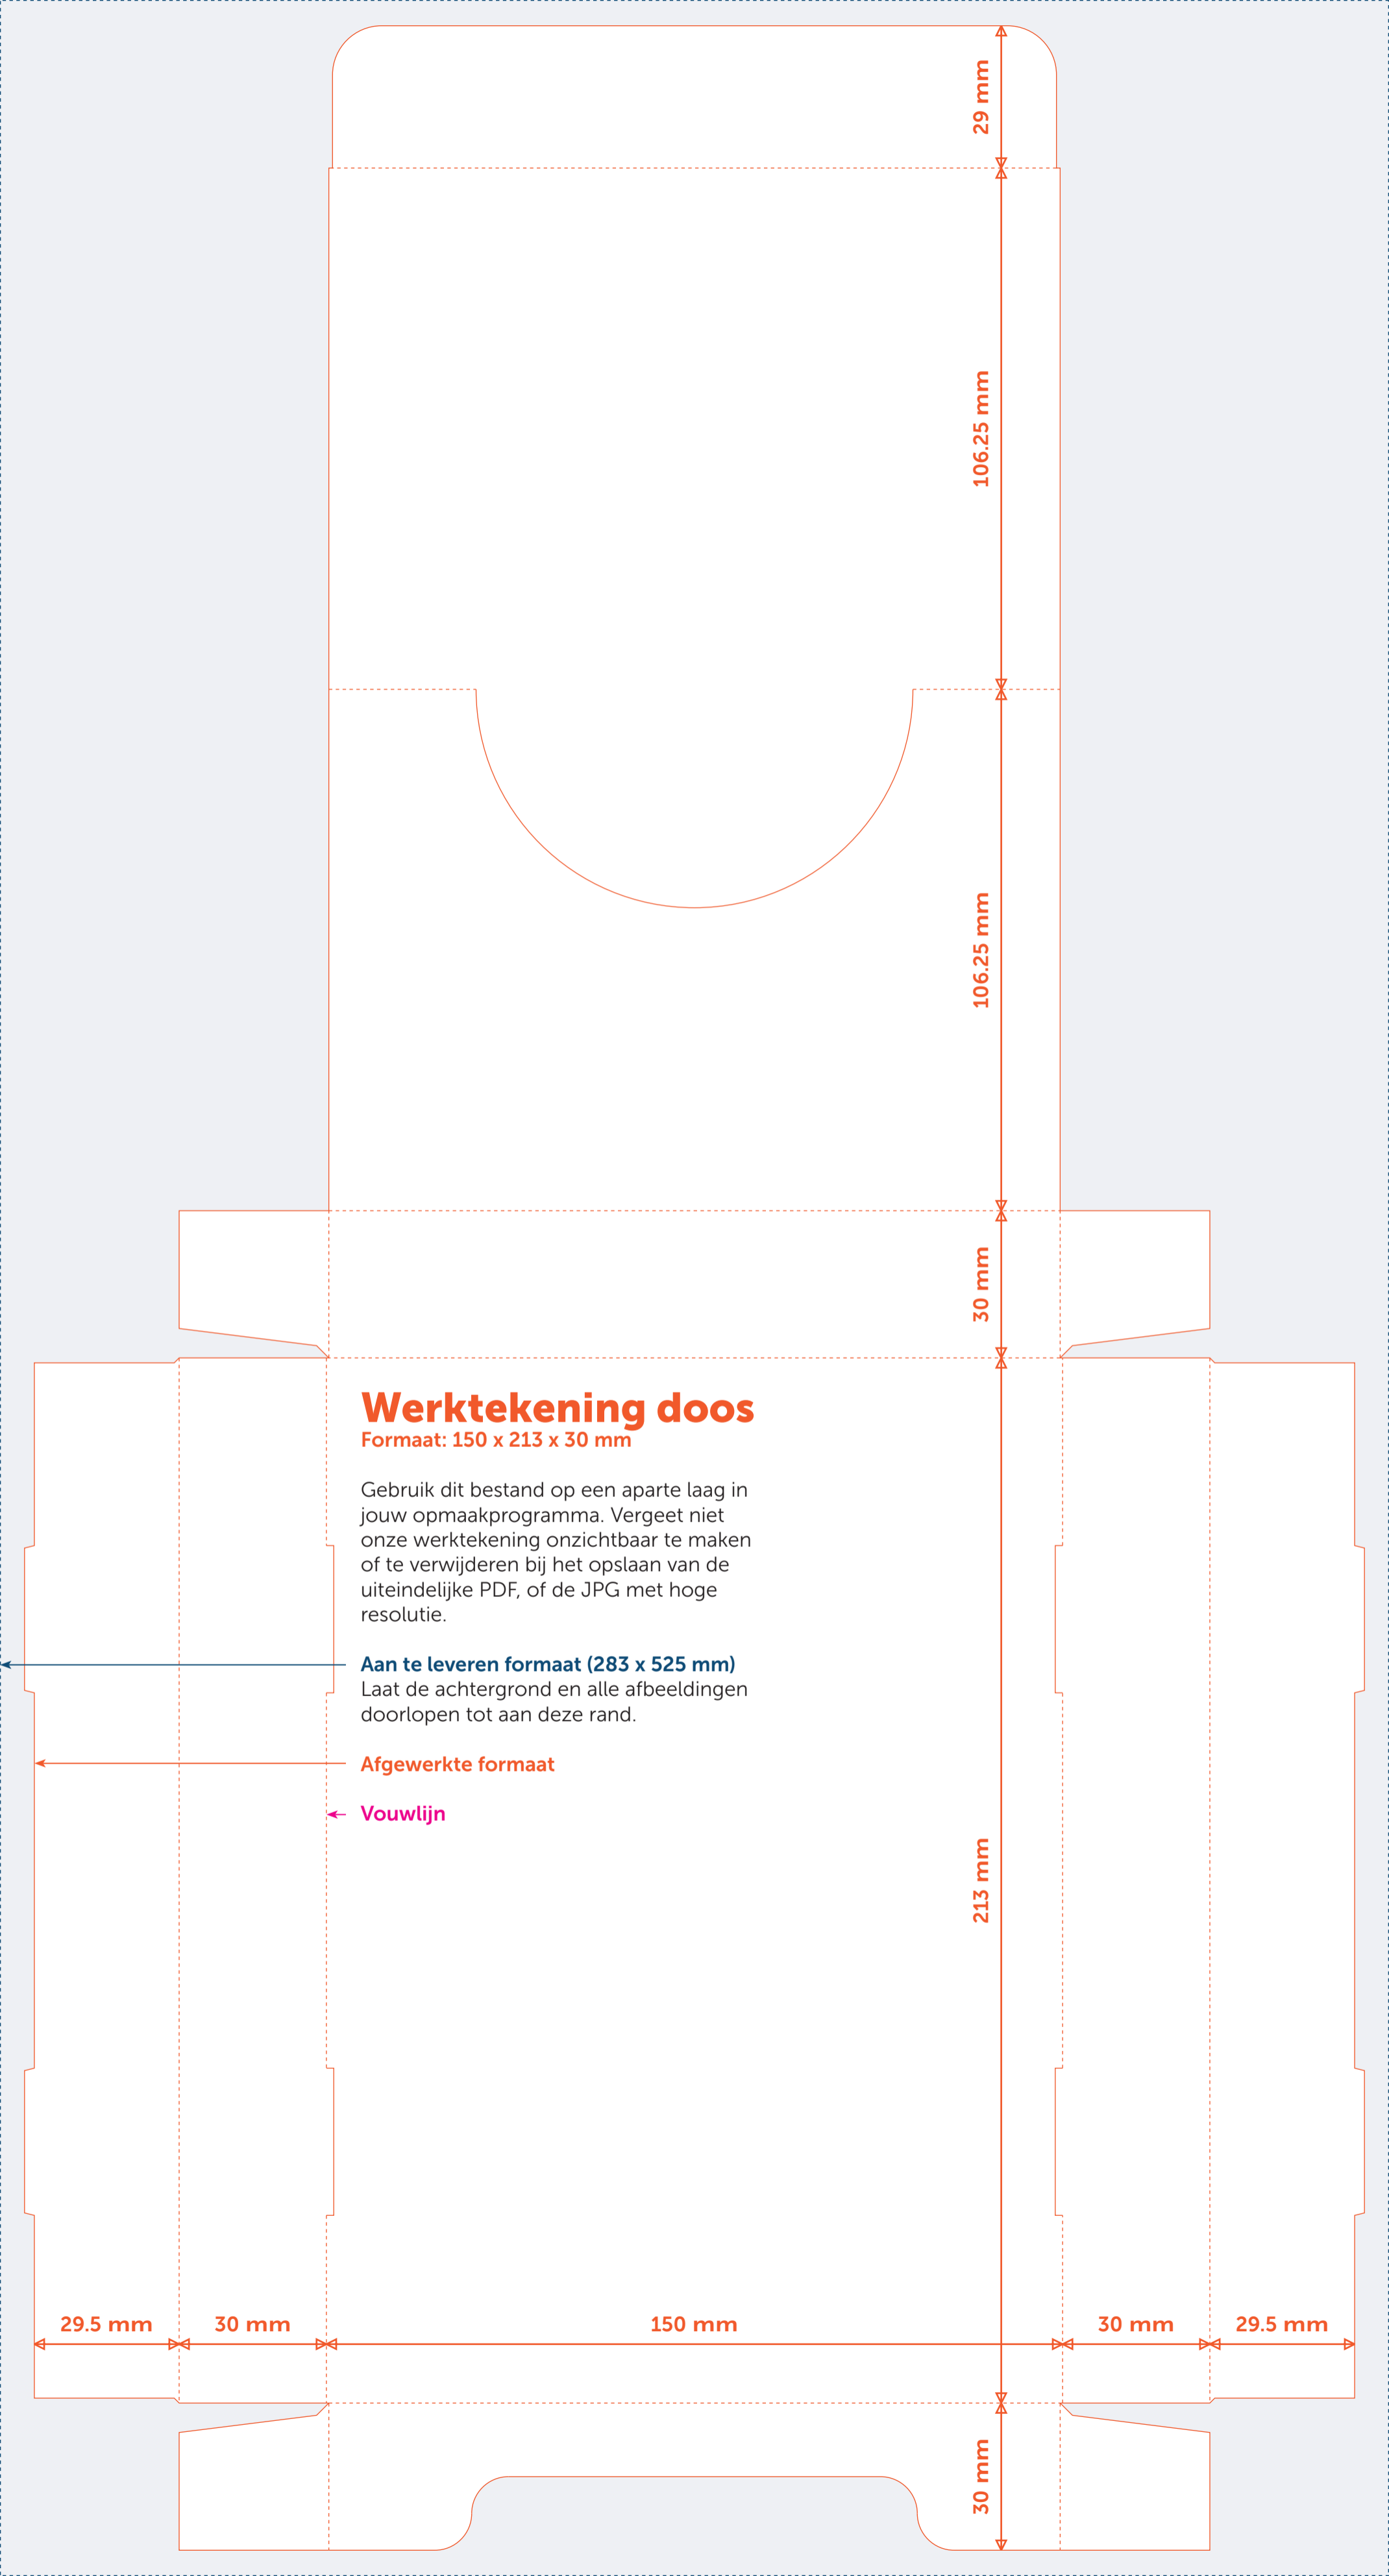 29 mm
106.25 mm
106.25 mm
30 mm
Werktekening doos
Formaat: 150 x 213 x 30 mm
Gebruik dit bestand op een aparte laag in
jouw opmaakprogramma. Vergeet niet
onze werktekening onzichtbaar te maken
of te verwijderen bij het opslaan van de
uiteindelijke PDF, of de JPG met hoge
resolutie.
Aan te leveren formaat (283 x 525 mm)
Laat de achtergrond en alle afbeeldingen
doorlopen tot aan deze rand.
Afgewerkte formaat
Vouwlijn
213 mm
29.5 mm
30 mm
150 mm
30 mm
29.5 mm
30 mm